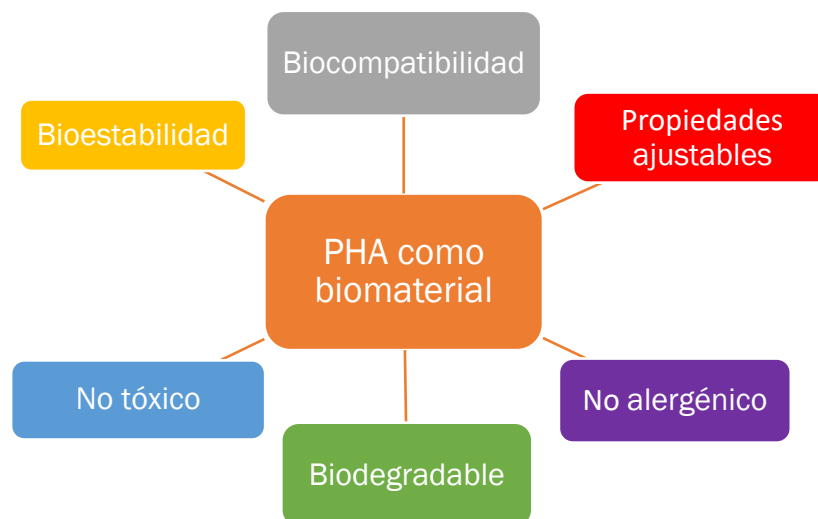 Biocompatibilidad
Bioestabilidad
Propiedades
ajustables
PHA como
biomaterial
No tóxico
No alergénico
Biodegradable